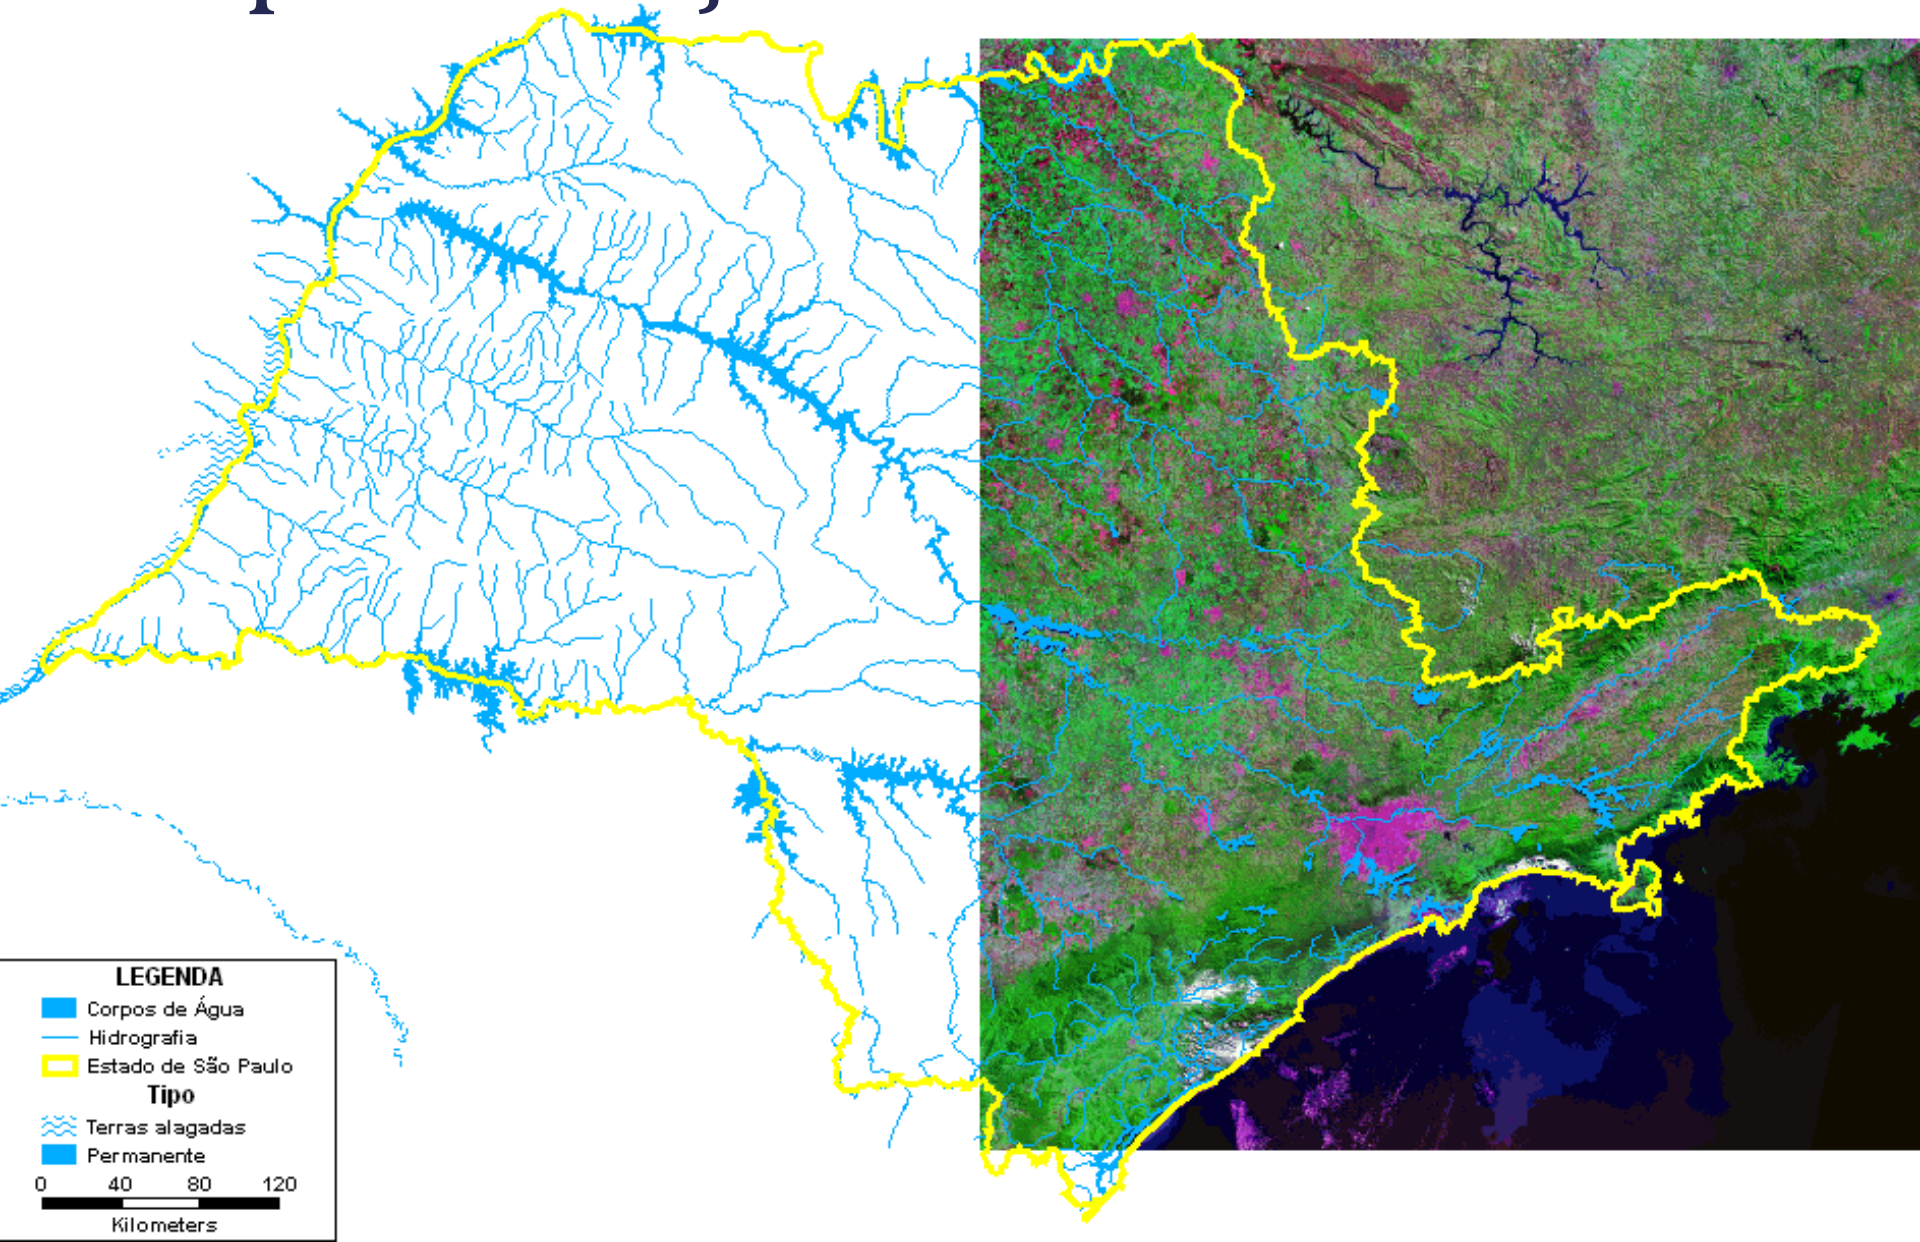 LEGENDA
Corpos de Água
Hidrografia
Estado de São Paulo
Tipo
Terras alagadas
Permanente
0 40 80 120
Kilometers